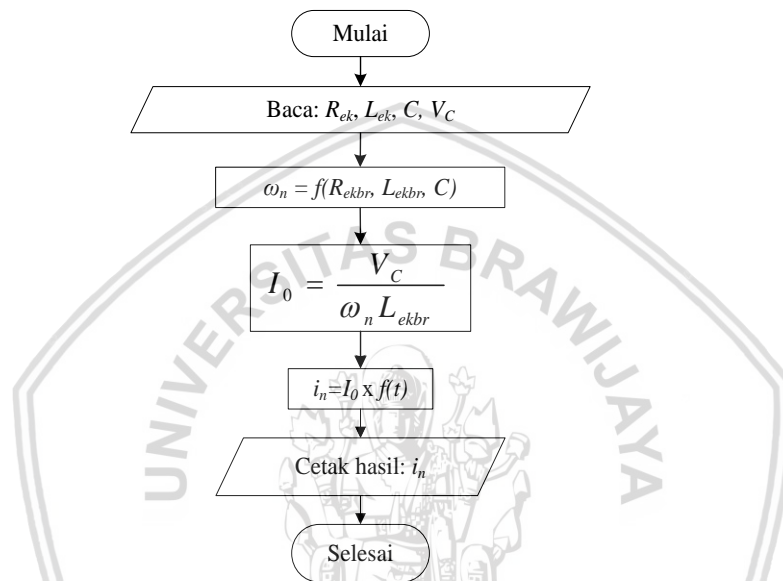 Mulai
Baca: R_ek, L_ek, C, V_C
ω_n = f(R_ekbr, L_ekbr, C)
I_0 = V_C / ω_n L_ekbr
i_n=I_0 x f(t)
Cetak hasil: i_n
Selesai
UNIVERSITAS BRAWIJAYA